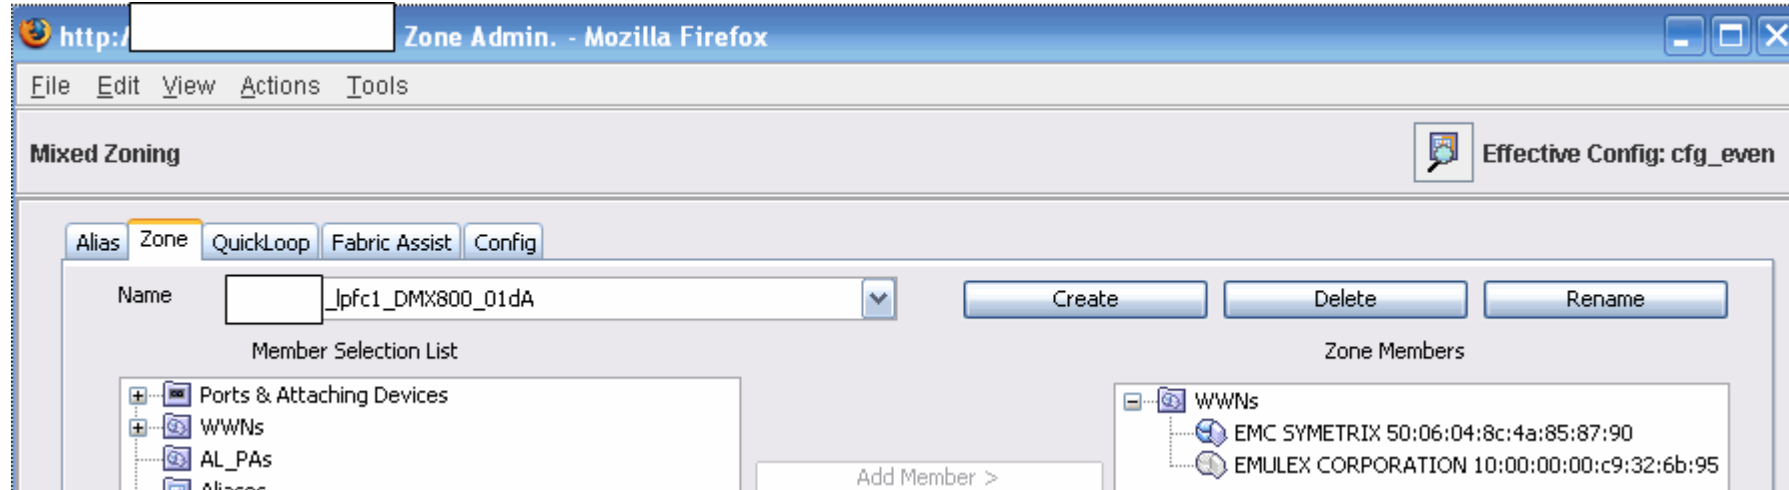 http:/ Zone Admin. - Mozilla Firefox
File Edit View Actions Tools
Mixed Zoning Effective Config: cfg_even
Alias Zone QuickLoop Fabric Assist Config
Name _lpfc1_DMX800_01dA Create Delete Rename
Member Selection List Zone Members
Ports & Attaching Devices WWNs
WWNs EMC SYMETRIX 50:06:04:8c:4a:85:87:90
AL_PAs EMULEX CORPORATION 10:00:00:00:c9:32:6b:95
Aliases Add Member >